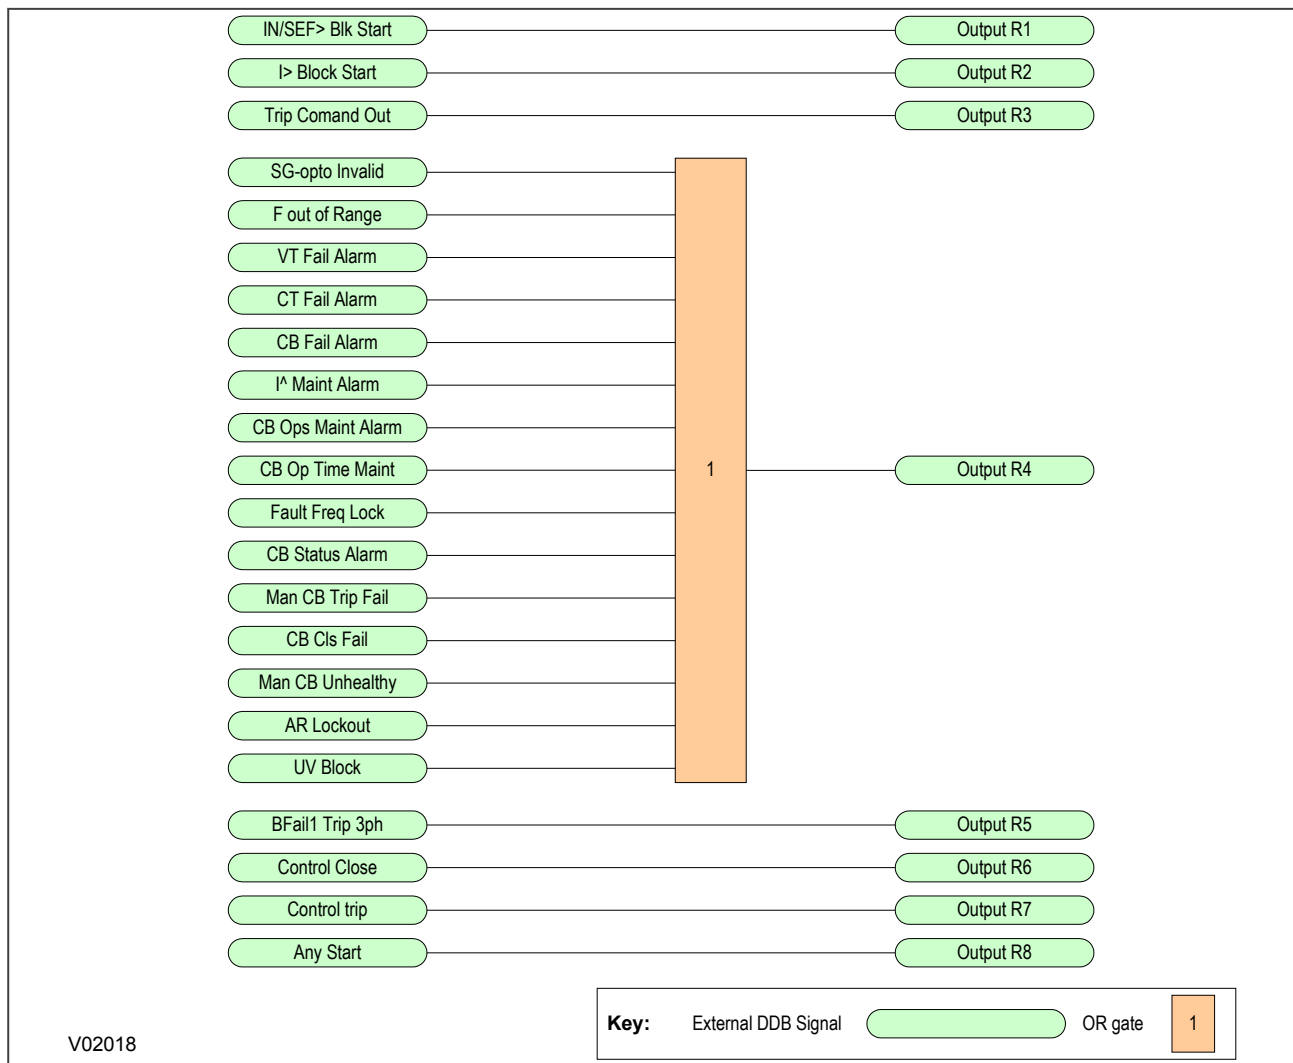 IN/SEF> Blk Start Output R1
I> Block Start Output R2
Trip Comand Out Output R3
SG-opto Invalid
F out of Range
VT Fail Alarm
CT Fail Alarm
CB Fail Alarm
I^ Maint Alarm
CB Ops Maint Alarm
CB Op Time Maint 1 Output R4
Fault Freq Lock
CB Status Alarm
Man CB Trip Fail
CB Cls Fail
Man CB Unhealthy
AR Lockout
UV Block
BFail1 Trip 3ph Output R5
Control Close Output R6
Control trip Output R7
Any Start Output R8
Key: External DDB Signal OR gate 1
V02018